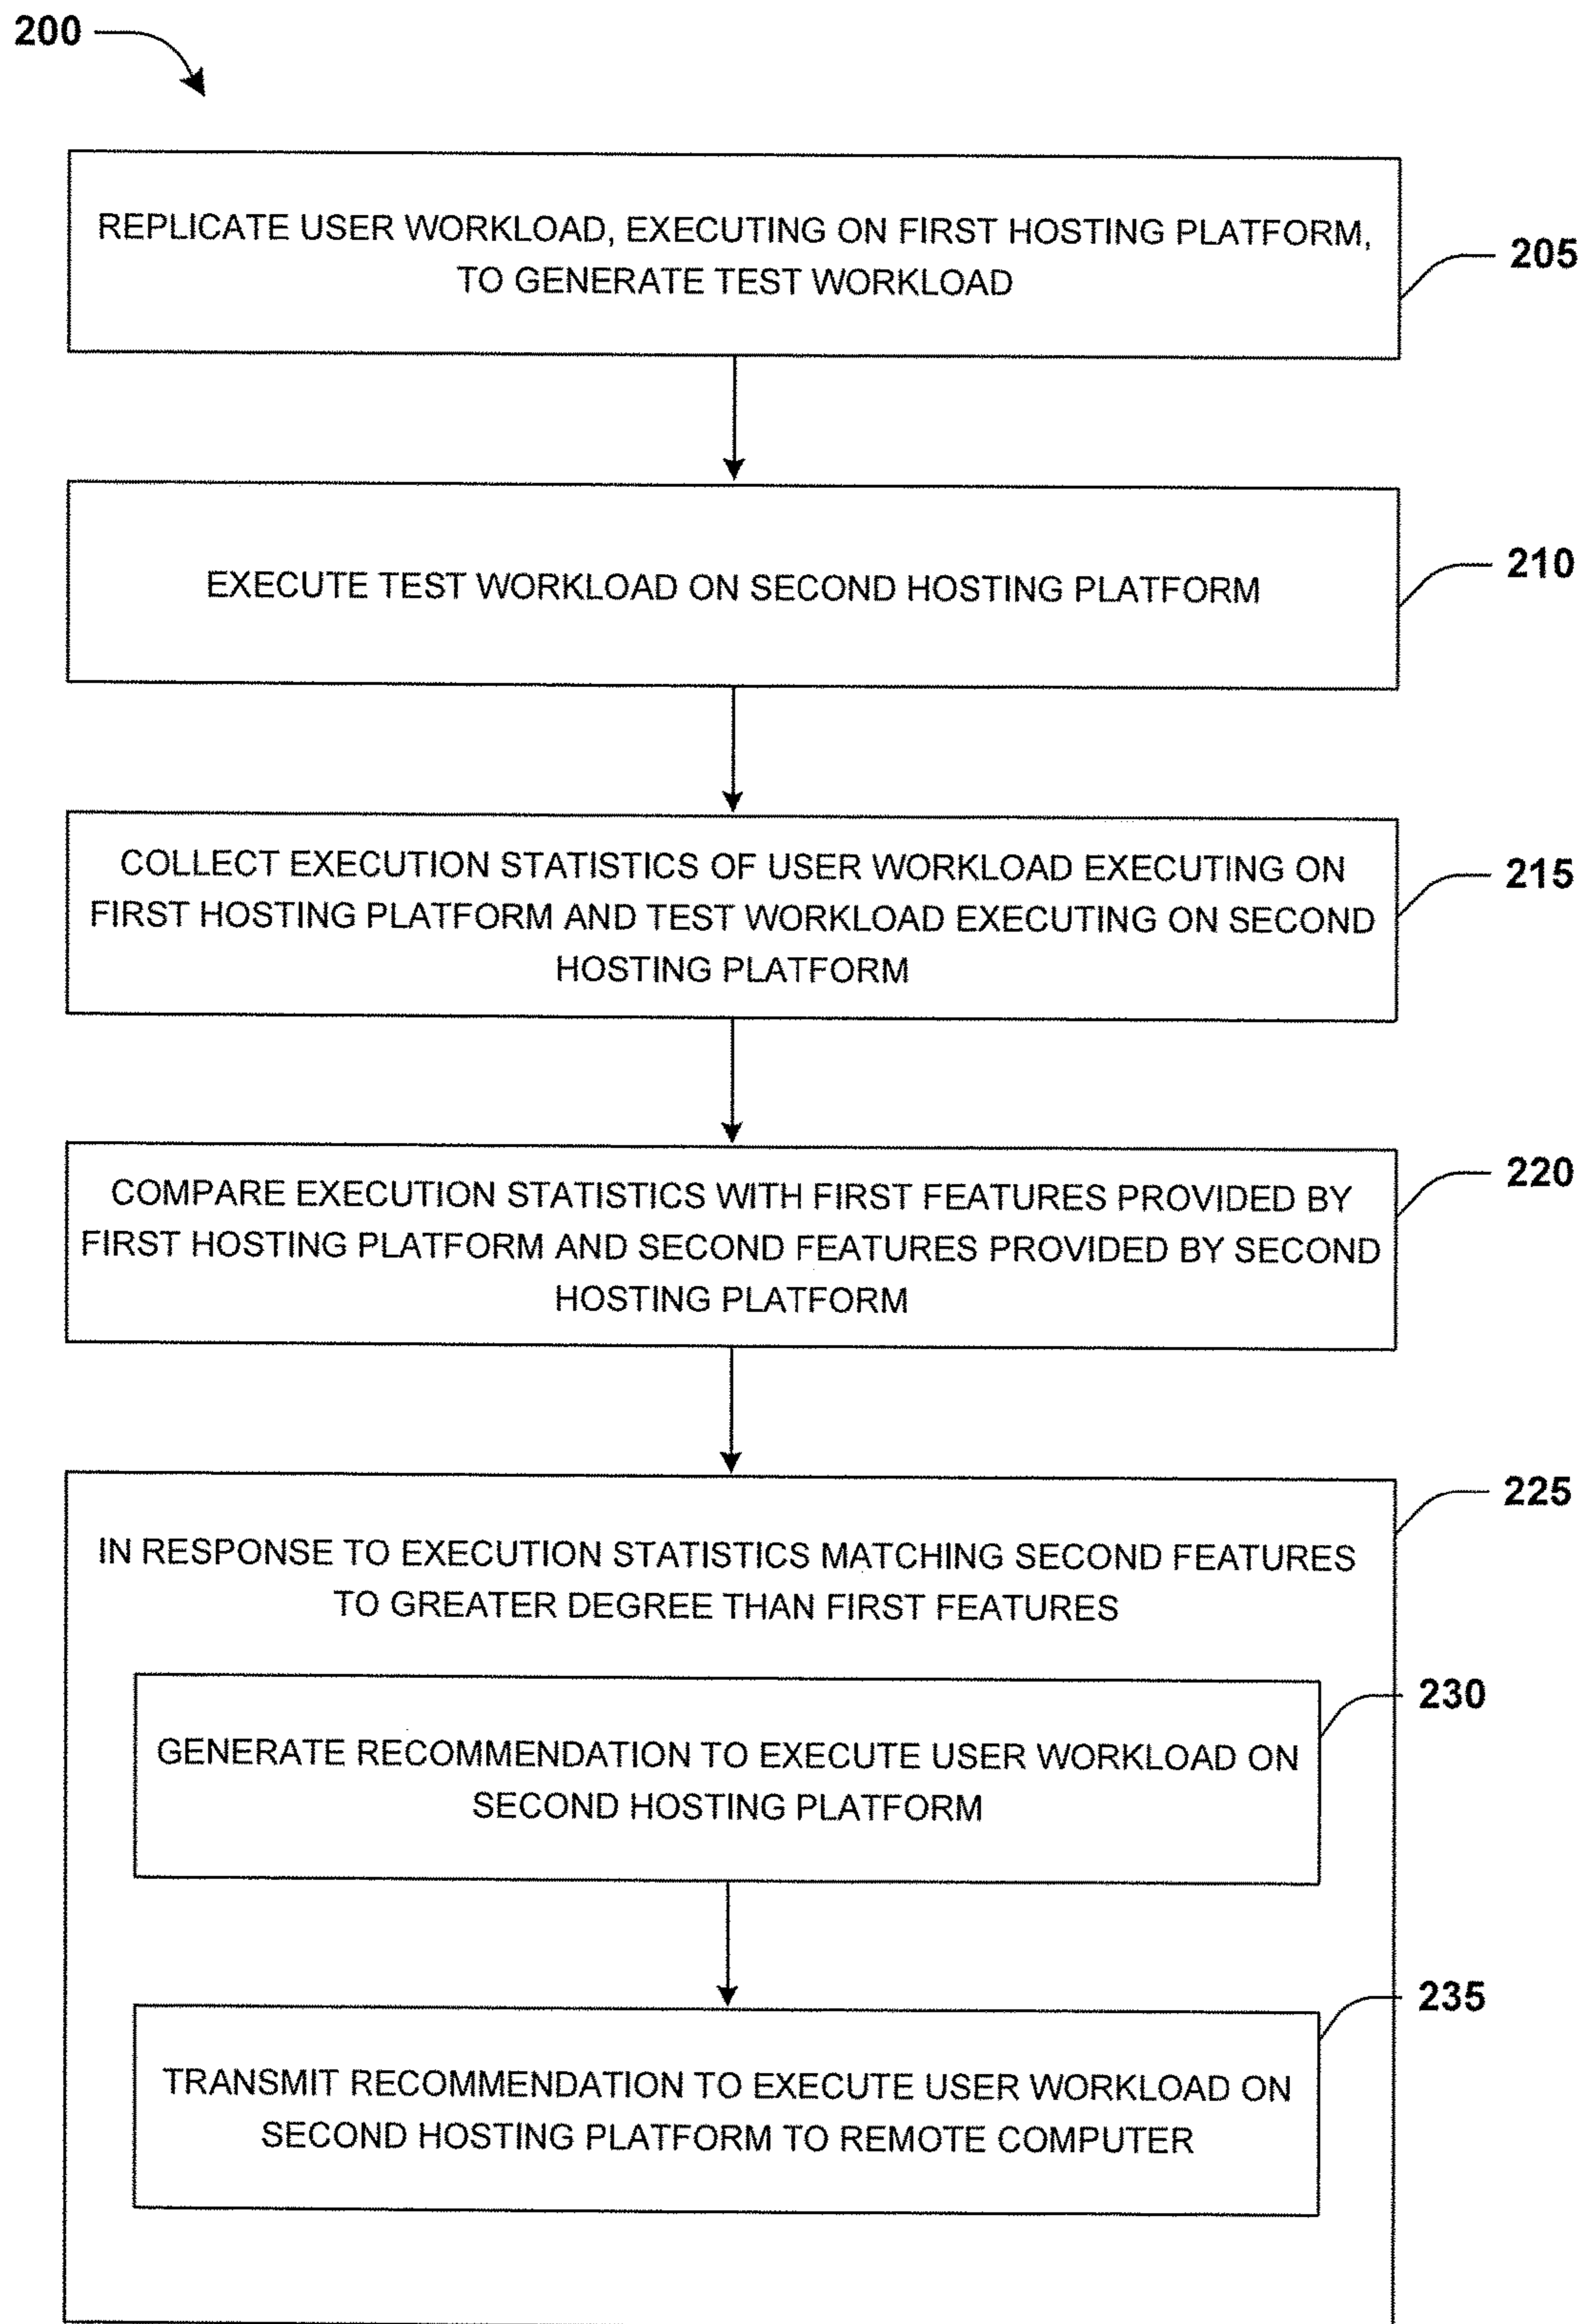 200
REPLICATE USER WORKLOAD, EXECUTING ON FIRST HOSTING PLATFORM,
TO GENERATE TEST WORKLOAD
205
EXECUTE TEST WORKLOAD ON SECOND HOSTING PLATFORM
210
COLLECT EXECUTION STATISTICS OF USER WORKLOAD EXECUTING ON
FIRST HOSTING PLATFORM AND TEST WORKLOAD EXECUTING ON SECOND
HOSTING PLATFORM
215
COMPARE EXECUTION STATISTICS WITH FIRST FEATURES PROVIDED BY
FIRST HOSTING PLATFORM AND SECOND FEATURES PROVIDED BY SECOND
HOSTING PLATFORM
220
IN RESPONSE TO EXECUTION STATISTICS MATCHING SECOND FEATURES
TO GREATER DEGREE THAN FIRST FEATURES
225
GENERATE RECOMMENDATION TO EXECUTE USER WORKLOAD ON
SECOND HOSTING PLATFORM
230
TRANSMIT RECOMMENDATION TO EXECUTE USER WORKLOAD ON
SECOND HOSTING PLATFORM TO REMOTE COMPUTER
235